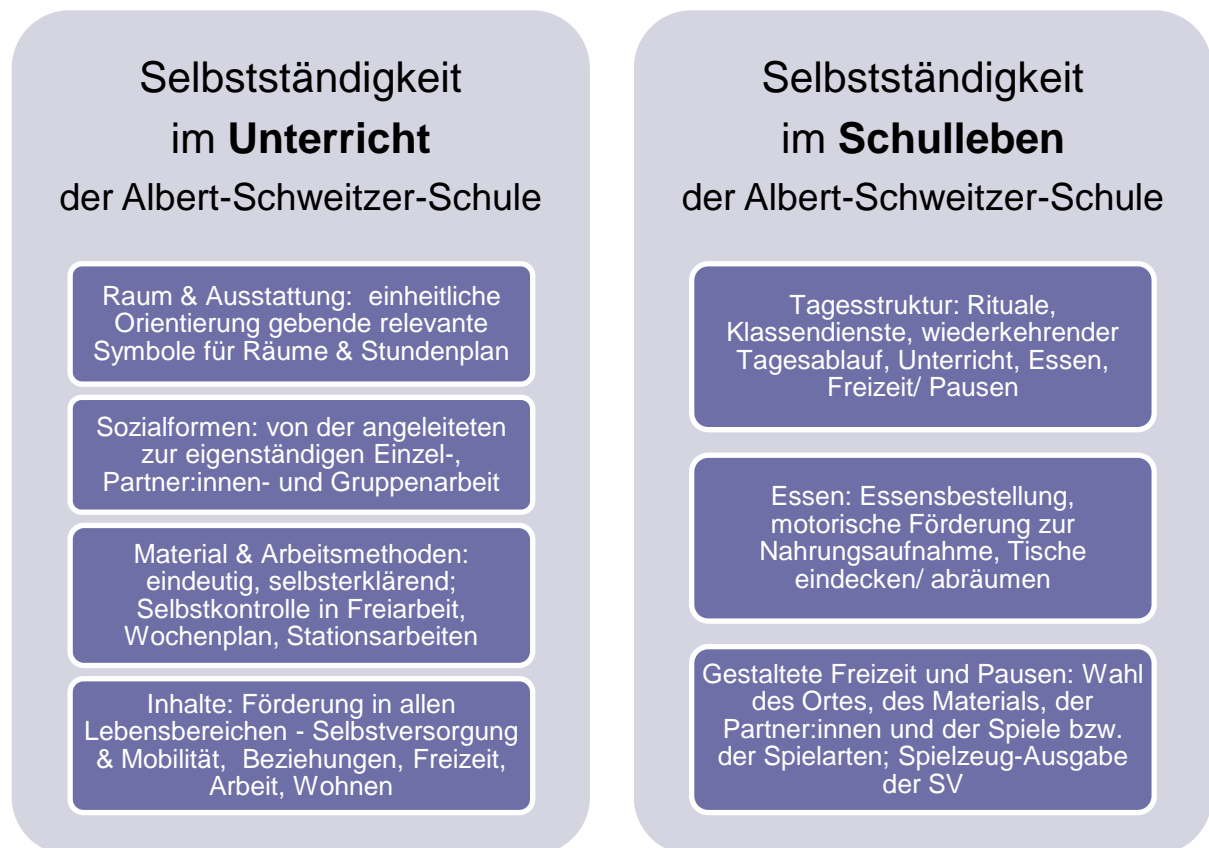 Selbstständigkeit
im Unterricht
der Albert-Schweitzer-Schule
Raum & Ausstattung:  einheitliche
Orientierung gebende relevante
Symbole für Räume & Stundenplan
Sozialformen: von der angeleiteten
zur eigenständigen Einzel-,
Partner:innen- und Gruppenarbeit
Material & Arbeitsmethoden:
eindeutig, selbsterklärend;
Selbstkontrolle in Freiarbeit,
Wochenplan, Stationsarbeiten
Inhalte: Förderung in allen
Lebensbereichen - Selbstversorgung
& Mobilität,  Beziehungen, Freizeit,
Arbeit, Wohnen
Selbstständigkeit
im Schulleben
der Albert-Schweitzer-Schule
Tagesstruktur: Rituale,
Klassendienste, wiederkehrender
Tagesablauf, Unterricht, Essen,
Freizeit/ Pausen
Essen: Essensbestellung,
motorische Förderung zur
Nahrungsaufnahme, Tische
eindecken/ abräumen
Gestaltete Freizeit und Pausen: Wahl
des Ortes, des Materials, der
Partner:innen und der Spiele bzw.
der Spielarten; Spielzeug-Ausgabe
der SV